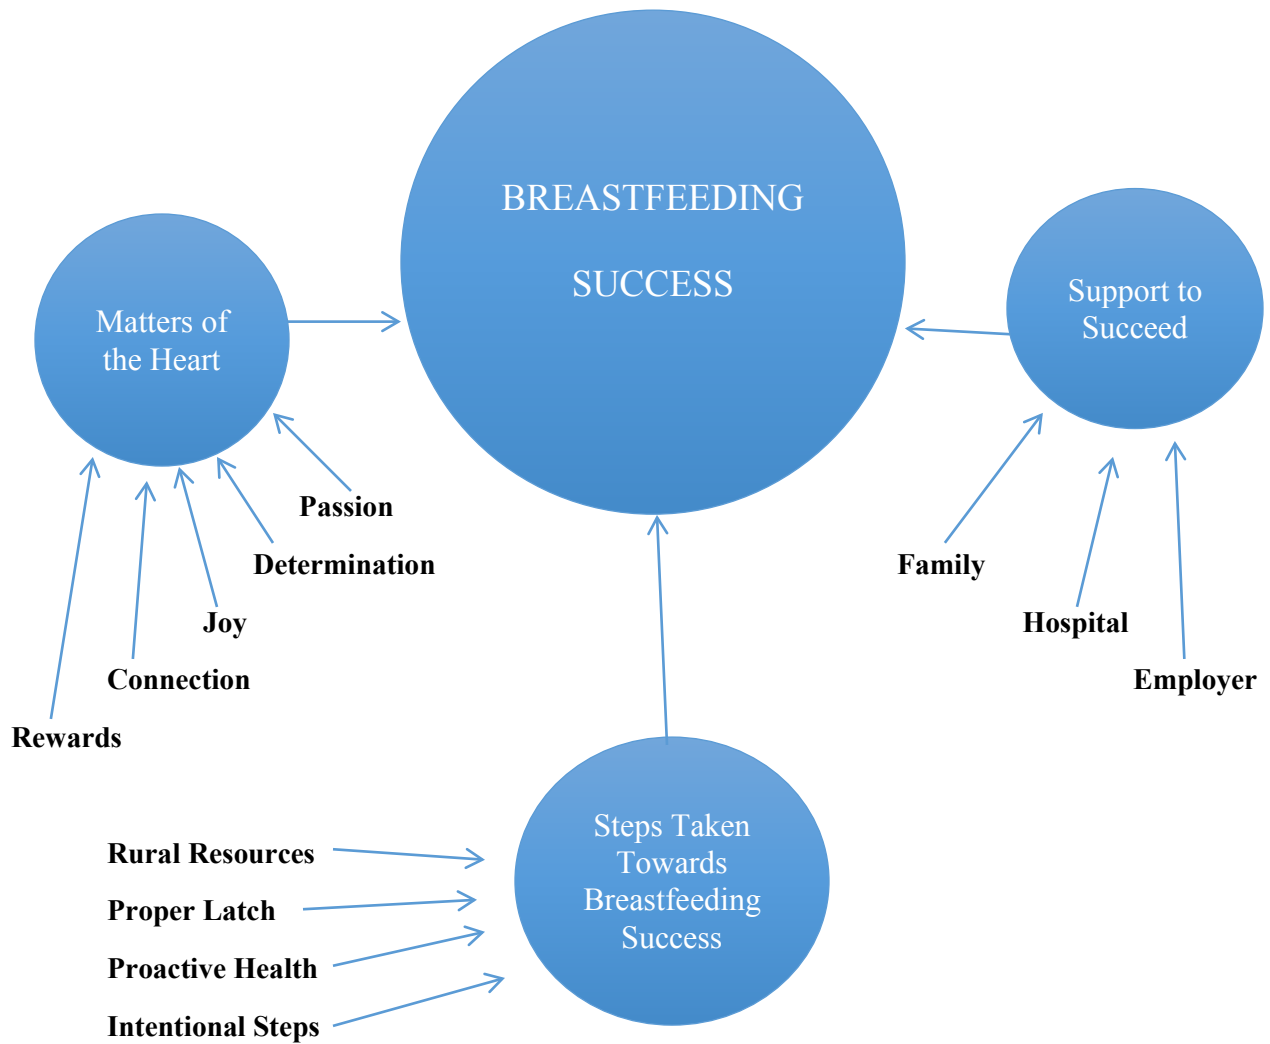 BREASTFEEDING
SUCCESS
Matters of
the Heart
Support to
Succeed
Passion
Determination
Joy
Connection
Rewards
Family
Hospital
Employer
Steps Taken
Towards
Breastfeeding
Success
Rural Resources
Proper Latch
Proactive Health
Intentional Steps